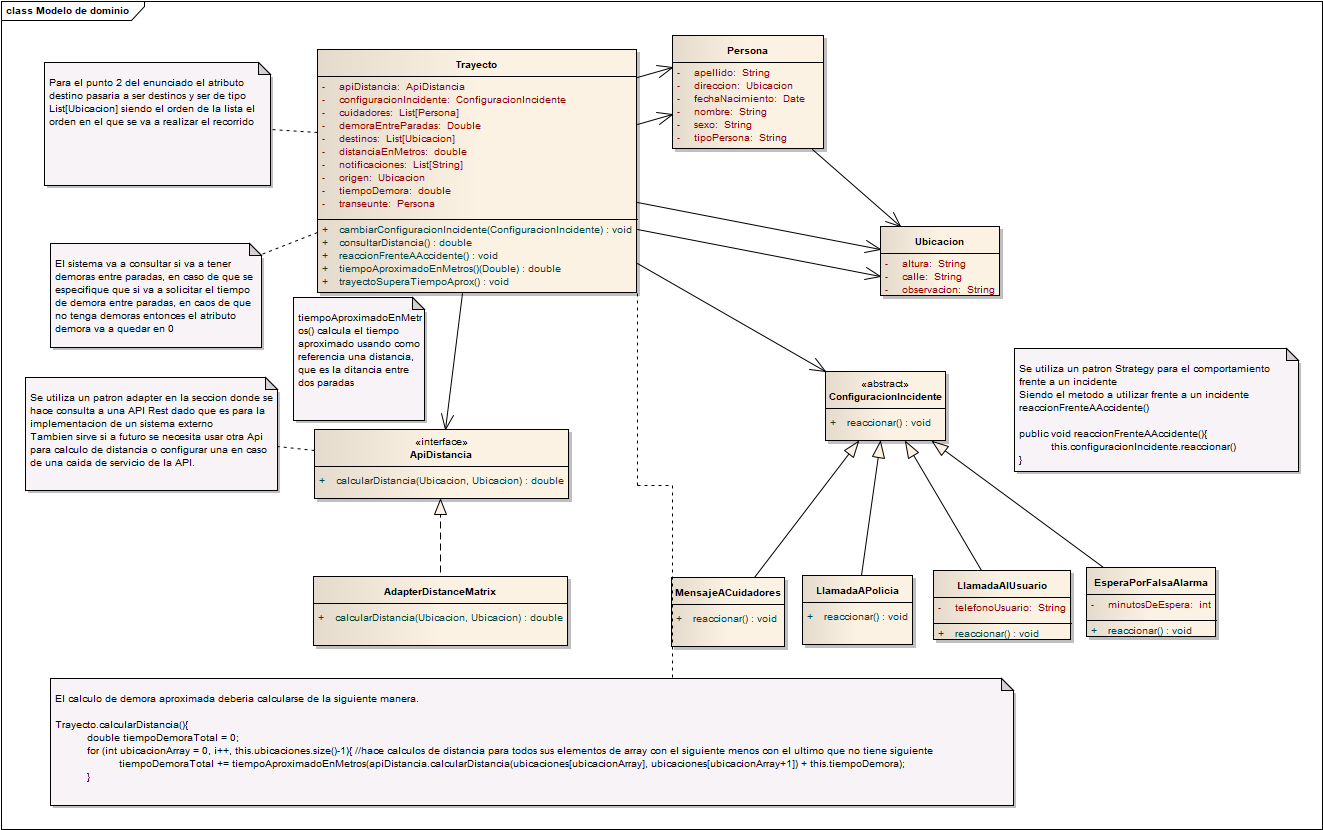 class Modelo de dominio
Para el punto 2 del enunciado el atributo
destino pasaria a ser destinos y ser de tipo
List[Ubicacion] siendo el orden de la lista el
orden en el que se va a realizar el recorrido
Trayecto
- apiDistancia: ApiDistancia
- configuracionIncidente: ConfiguracionIncidente
- cuidadores: List[Persona]
- demoraEntreParadas: Double
- destinos: List[Ubicacion]
- distanciaEnMetros: double
- notificaciones: List[String]
- origen: Ubicacion
- tiempoDemora: double
- transeunte: Persona
+ cambiarConfiguracionIncidente(ConfiguracionIncidente) : void
+ consultarDistancia() : double
+ reaccionFrenteAAccidente() : void
+ tiempoAproximadoEnMetros()(Double) : double
+ trayectoSuperaTiempoAprox() : void
Persona
- apellido: String
- direccion: Ubicacion
- fechaNacimiento: Date
- nombre: String
- sexo: String
- tipoPersona: String
Ubicacion
- altura: String
- calle: String
- observacion: String
El sistema va a consultar si va a tener
demoras entre paradas, en caso de que se
especifique que si va a solicitar el tiempo
de demora entre paradas, en caos de que
no tenga demoras entonces el atributo
demora va a quedar en 0
tiempoAproximadoEnMetr
os() calcula el tiempo
aproximado usando como
referencia una distancia,
que es la ditancia entre
dos paradas
Se utiliza un patron adapter en la seccion donde se
hace consulta a una API Rest dado que es para la
implementacion de un sistema externo
Tambien sirve si a futuro se necesita usar otra Api
para calculo de distancia o configurar una en caso
de una caida de servicio de la API.
«interface»
ApiDistancia
+ calcularDistancia(Ubicacion, Ubicacion) : double
«abstract»
ConfiguracionIncidente
+ reaccionar() : void
Se utiliza un patron Strategy para el comportamiento
frente a un incidente
Siendo el metodo a utilizar frente a un incidente
reaccionFrenteAAccidente()
public void reaccionFrenteAAccidente(){
this.configuracionIncidente.reaccionar()
}
AdapterDistanceMatrix
+ calcularDistancia(Ubicacion, Ubicacion) : double
MensajeACuidadores
+ reaccionar() : void
LlamadaAPolicia
+ reaccionar() : void
LlamadaAlUsuario
- telefonoUsuario: String
+ reaccionar() : void
EsperaPorFalsaAlarma
- minutosDeEspera: int
+ reaccionar() : void
El calculo de demora aproximada deberia calcularse de la siguiente manera.
Trayecto.calcularDistancia(){
double tiempoDemoraTotal = 0;
for (int ubicacionArray = 0, i++, this.ubicaciones.size()-1){ //hace calculos de distancia para todos sus elementos de array con el siguiente menos con el ultimo que no tiene siguiente
tiempoDemoraTotal += tiempoAproximadoEnMetros(apiDistancia.calcularDistancia(ubicaciones[ubicacionArray], ubicaciones[ubicacionArray+1]) + this.tiempoDemora);
}